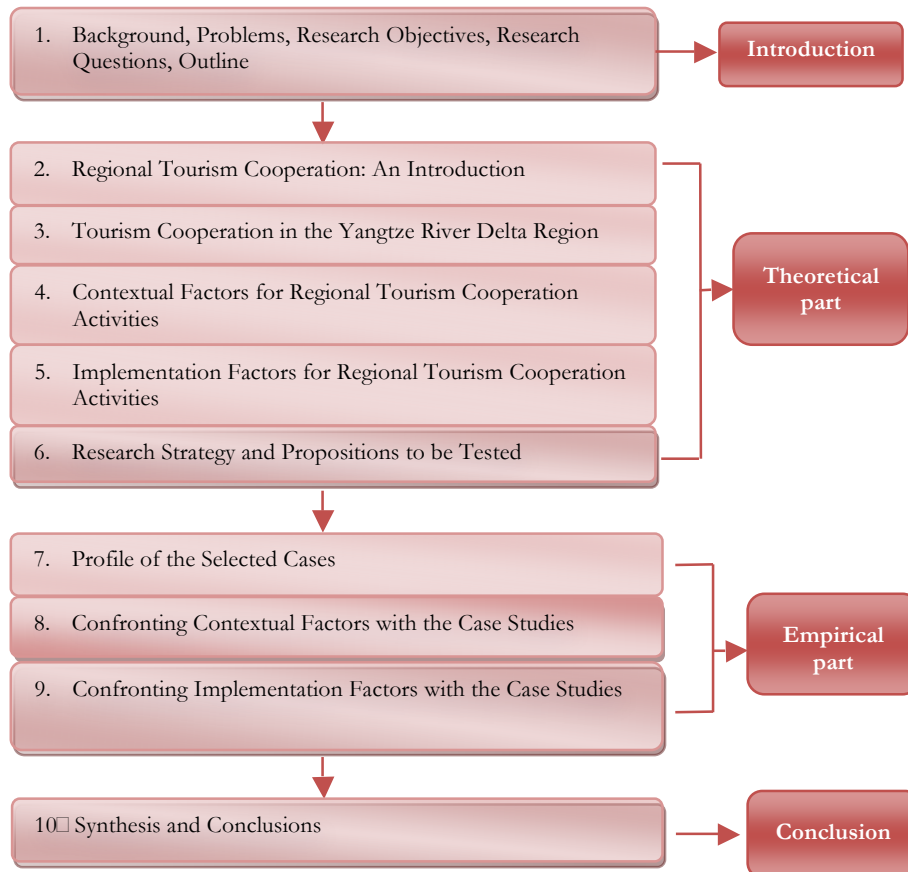 1. Background, Problems, Research Objectives, Research
Questions, Outline
Introduction
2. Regional Tourism Cooperation: An Introduction
3. Tourism Cooperation in the Yangtze River Delta Region
4. Contextual Factors for Regional Tourism Cooperation
Activities
5. Implementation Factors for Regional Tourism Cooperation
Activities
6. Research Strategy and Propositions to be Tested
Theoretical
part
7. Profile of the Selected Cases
8. Confronting Contextual Factors with the Case Studies
9. Confronting Implementation Factors with the Case Studies
Empirical
part
10□ Synthesis and Conclusions
Conclusion